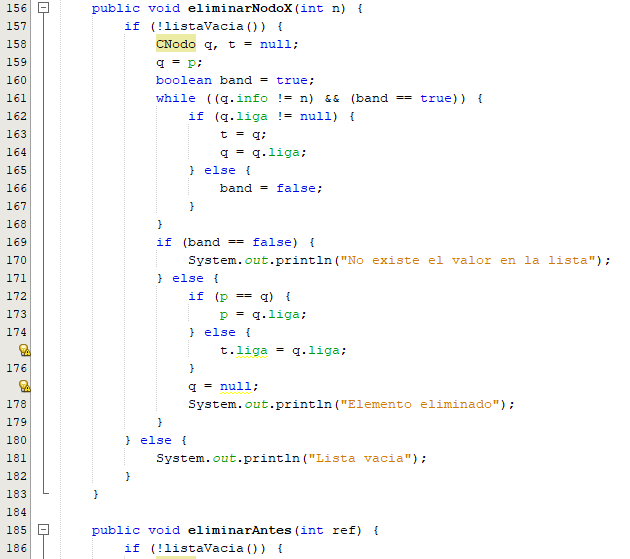 156 public void eliminarNodoX(int n) {
157 if (!listaVacia()) {
158 CNodo q, t = null;
159 q = p;
160 boolean band = true;
161 while ((q.info != n) && (band == true)) {
162 if (q.liga != null) {
163 t = q;
164 q = q.liga;
165 } else {
166 band = false;
167 }
168 }
169 if (band == false) {
170 System.out.println("No existe el valor en la lista");
171 } else {
172 if (p == q) {
173 p = q.liga;
174 } else {
t.liga = q.liga;
176 }
q = null;
178 System.out.println("Elemento eliminado");
179 }
180 } else {
181 System.out.println("Lista vacia");
182 }
183 }
184
185 public void eliminarAntes(int ref) {
186 if (!listaVacia()) {